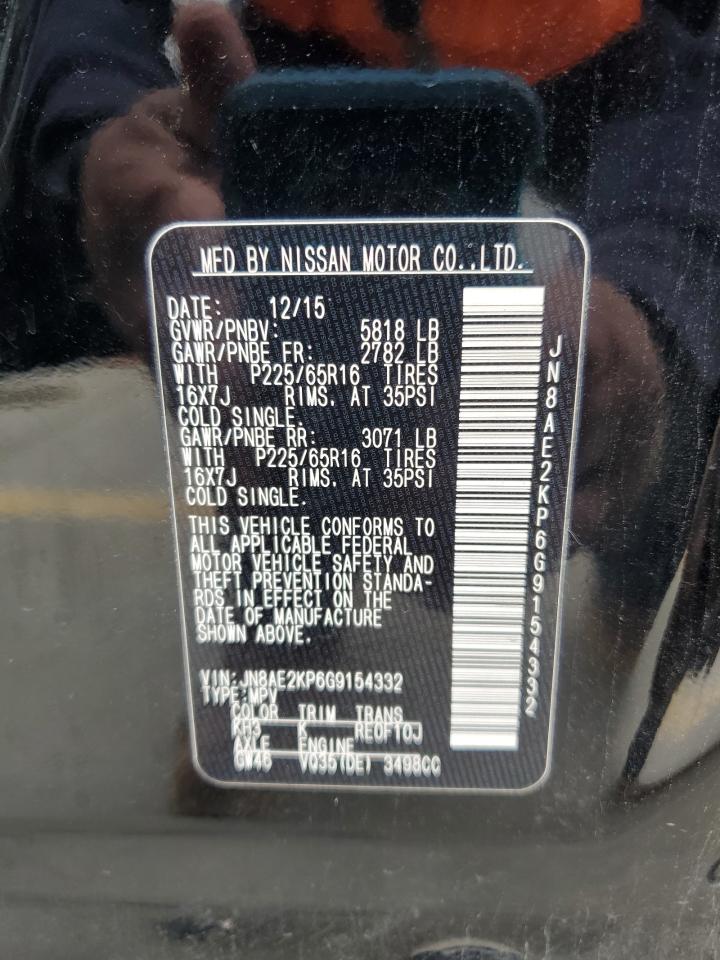 MFD BY NISSAN MOTOR CO.,LTD.
DATE: 12/15
GVWR/PNBV: 5818 LB
GAWR/PNBE FR: 2782 LB
WITH P225/65R16 TIRES
16X7J RIMS. AT 35PSI
COLD SINGLE.
GAWR/PNBE RR: 3071 LB
WITH P225/65R16 TIRES
16X7J RIMS. AT 35PSI
COLD SINGLE.
THIS VEHICLE CONFORMS TO
ALL APPLICABLE FEDERAL
MOTOR VEHICLE SAFETY AND
THEFT PREVENTION STANDA-
RDS IN EFFECT ON THE
DATE OF MANUFACTURE
SHOWN ABOVE.
VIN:JN8AE2KP6G9154332
TYPE:MPV
COLOR TRIM TRANS
KH3 K RE0F10J
AXLE ENGINE
GW46 VQ35(DE) 3498CC
JN8AE2KP6G9154332